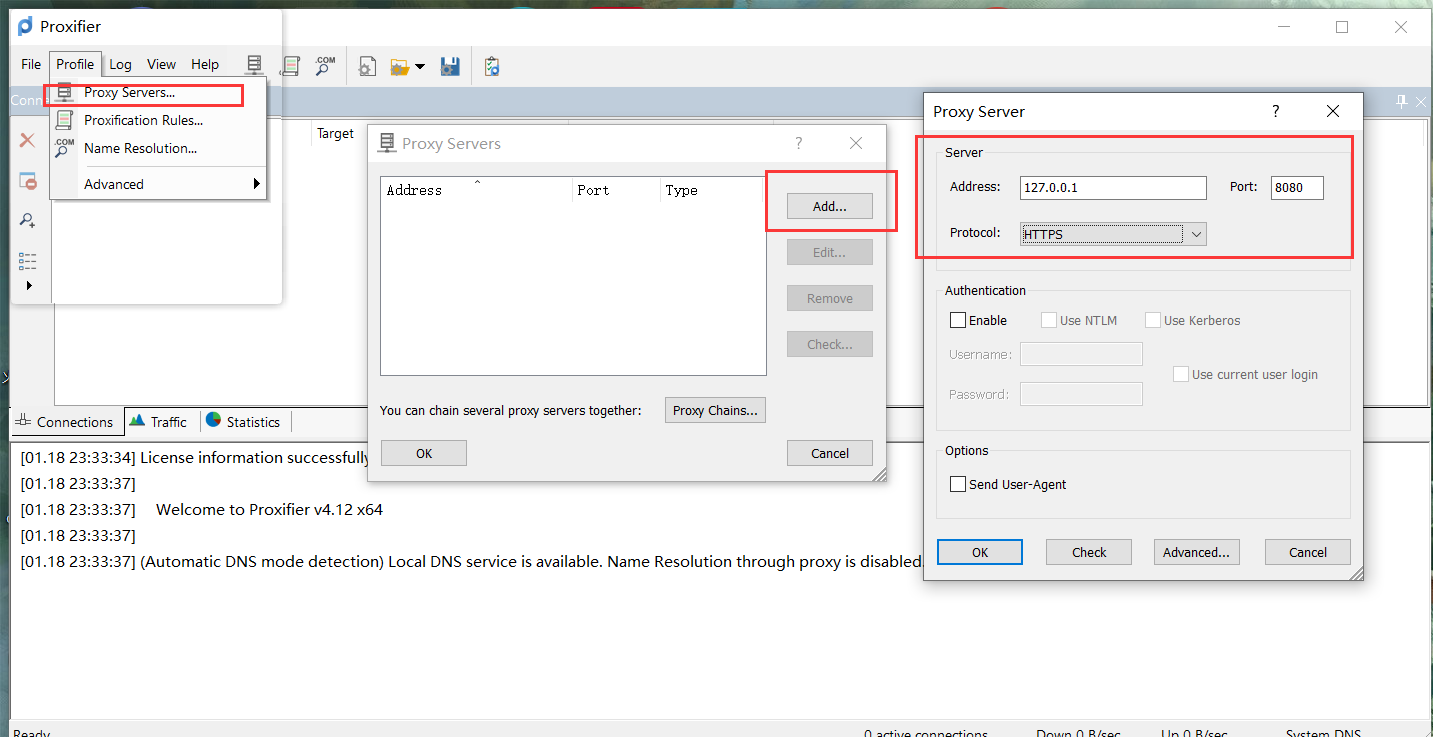 Proxifier
File Profile Log View Help
.COM
Proxy Servers...
Proxification Rules...
.COM
Name Resolution...
Advanced
Conn
Target
Proxy Servers
Address Port Type
Add...
Edit...
Remove
Check...
You can chain several proxy servers together: Proxy Chains...
OK Cancel
Proxy Server
Server
Address: 127.0.0.1 Port: 8080
Protocol: HTTPS
Authentication
Enable Use NTLM Use Kerberos
Username:
Use current user login
Password:
Options
Send User-Agent
OK Check Advanced... Cancel
Connections Traffic Statistics
[01.18 23:33:34] License information successfully
[01.18 23:33:37]
[01.18 23:33:37] Welcome to Proxifier v4.12 x64
[01.18 23:33:37]
[01.18 23:33:37] (Automatic DNS mode detection) Local DNS service is available. Name Resolution through proxy is disabled.
Ready 0 active connections Down 0 B/sec Up 0 B/sec System DNS